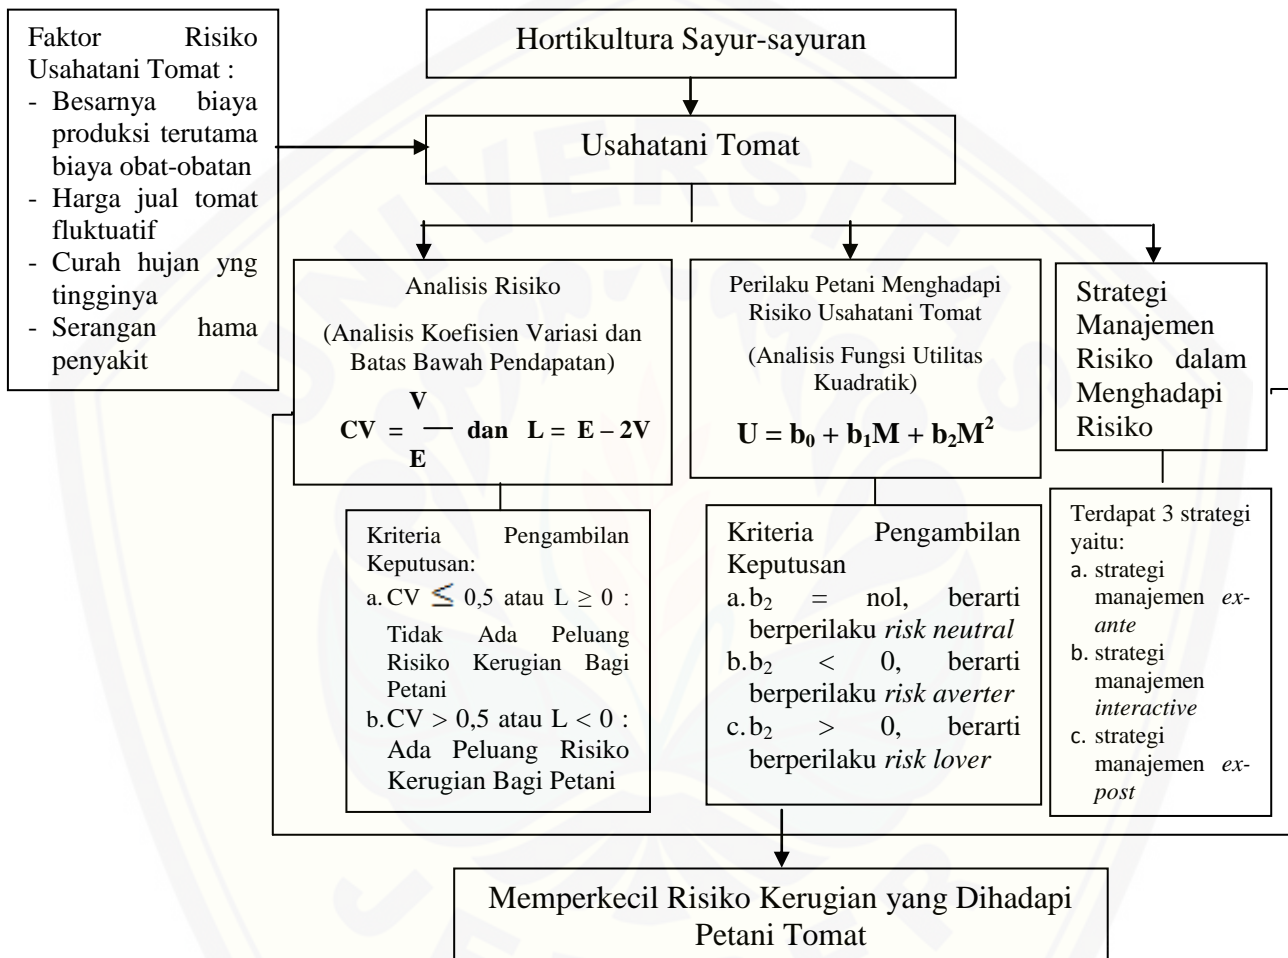 Faktor Risiko
Usahatani Tomat :
- Besarnya biaya
produksi terutama
biaya obat-obatan
- Harga jual tomat
fluktuatif
- Curah hujan yng
tingginya
- Serangan hama
penyakit
Hortikultura Sayur-sayuran
Usahatani Tomat
Analisis Risiko
(Analisis Koefisien Variasi dan
Batas Bawah Pendapatan)
V
CV = — dan L = E – 2V
E
Perilaku Petani Menghadapi
Risiko Usahatani Tomat
(Analisis Fungsi Utilitas
Kuadratik)
U = b₀ + b₁M + b₂M²
Strategi
Manajemen
Risiko dalam
Menghadapi
Risiko
Kriteria Pengambilan
Keputusan:
a. CV ≤ 0,5 atau L ≥ 0 :
Tidak Ada Peluang
Risiko Kerugian Bagi
Petani
b. CV > 0,5 atau L < 0 :
Ada Peluang Risiko
Kerugian Bagi Petani
Kriteria Pengambilan
Keputusan
a. b₂ = nol, berarti
berperilaku risk neutral
b. b₂ < 0, berarti
berperilaku risk averter
c. b₂ > 0, berarti
berperilaku risk lover
Terdapat 3 strategi
yaitu:
a. strategi
manajemen ex-
ante
b. strategi
manajemen
interactive
c. strategi
manajemen ex-
post
Memperkecil Risiko Kerugian yang Dihadapi
Petani Tomat
UNIVERSITAS